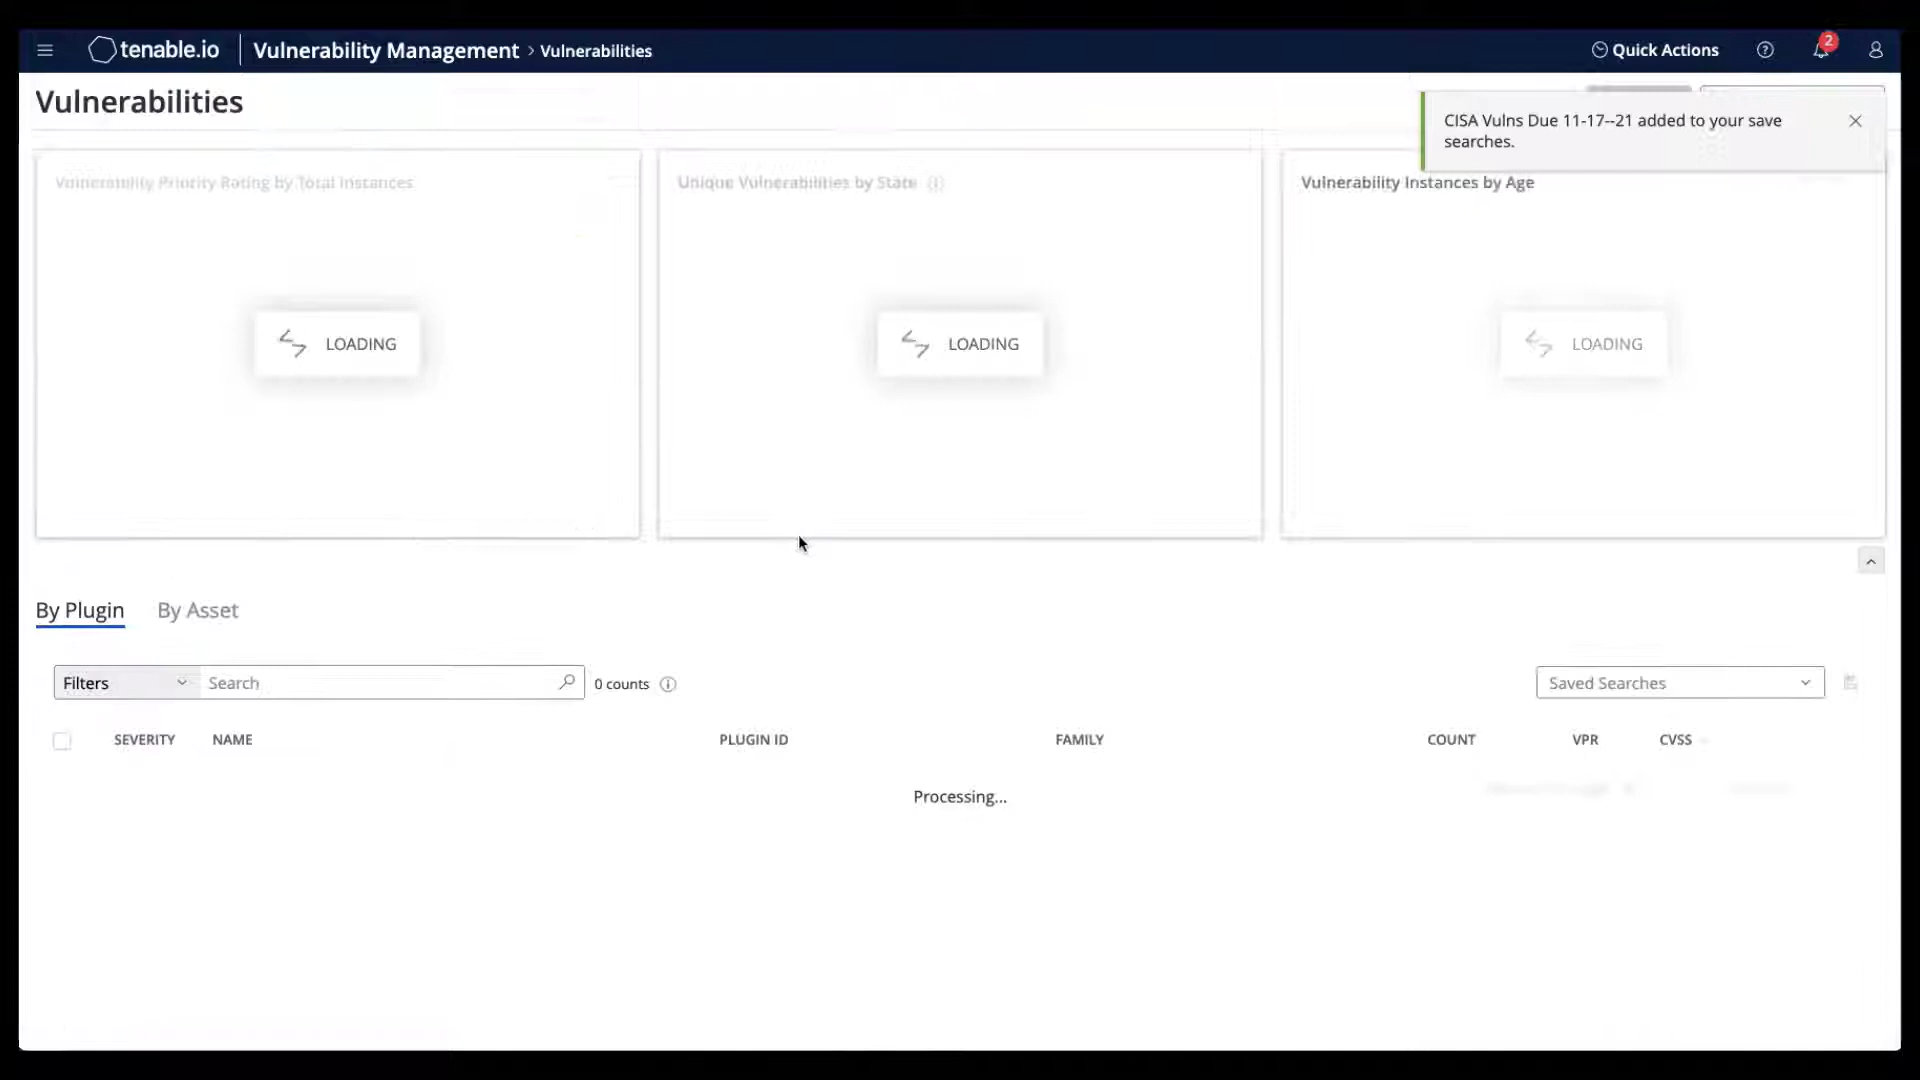 tenable.io
Vulnerability Management > Vulnerabilities
Quick Actions
2
Vulnerabilities
CISA Vulns Due 11-17--21 added to your save
searches.
Vulnerability Priority Rating by Total Instances
Unique Vulnerabilities by State
Vulnerability Instances by Age
LOADING
LOADING
LOADING
By Plugin
By Asset
Filters
Search
0 counts
Saved Searches
SEVERITY
NAME
PLUGIN ID
FAMILY
COUNT
VPR
CVSS
Processing...